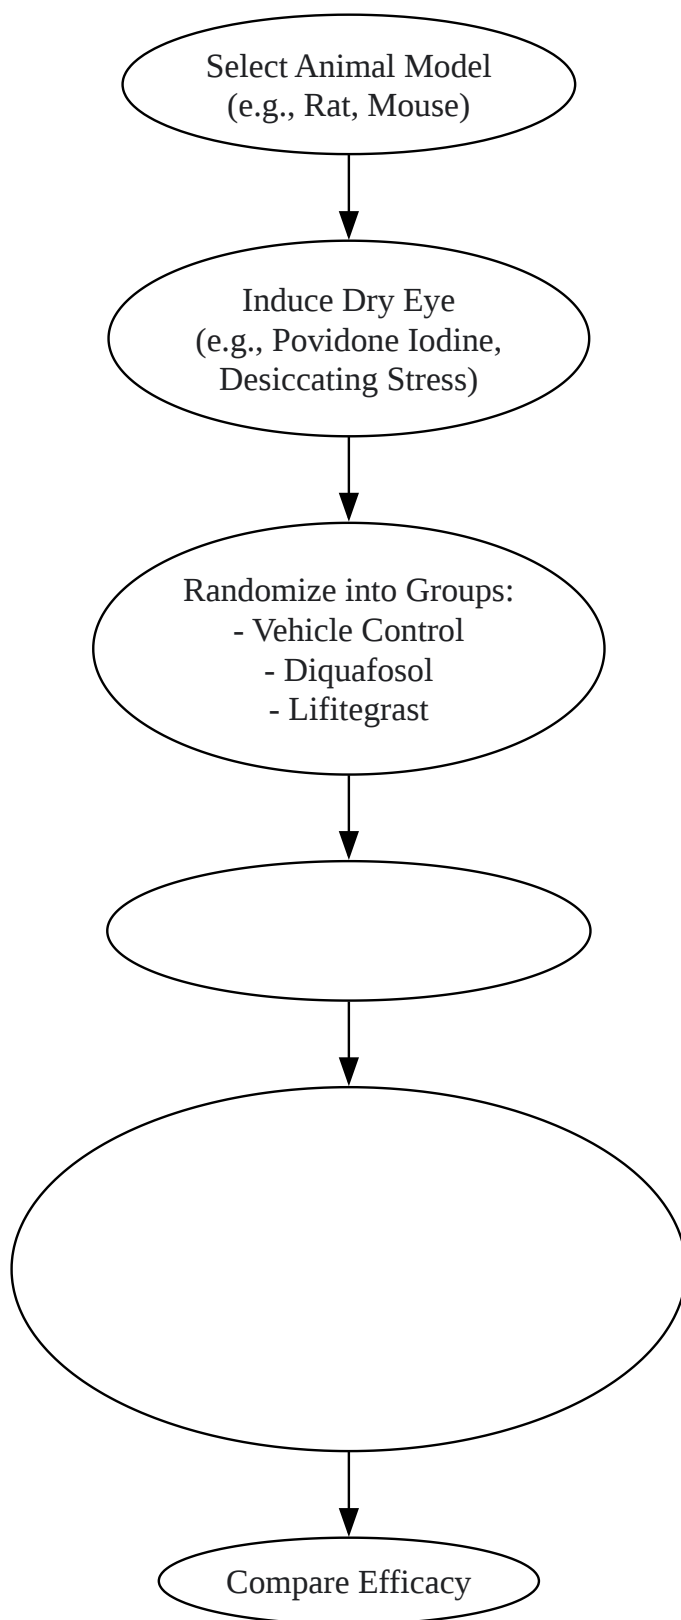 Select Animal Model
(e.g., Rat, Mouse)
Induce Dry Eye
(e.g., Povidone Iodine,
Desiccating Stress)
Randomize into Groups:
- Vehicle Control
- Diquafosol
- Lifitegrast
Compare Efficacy